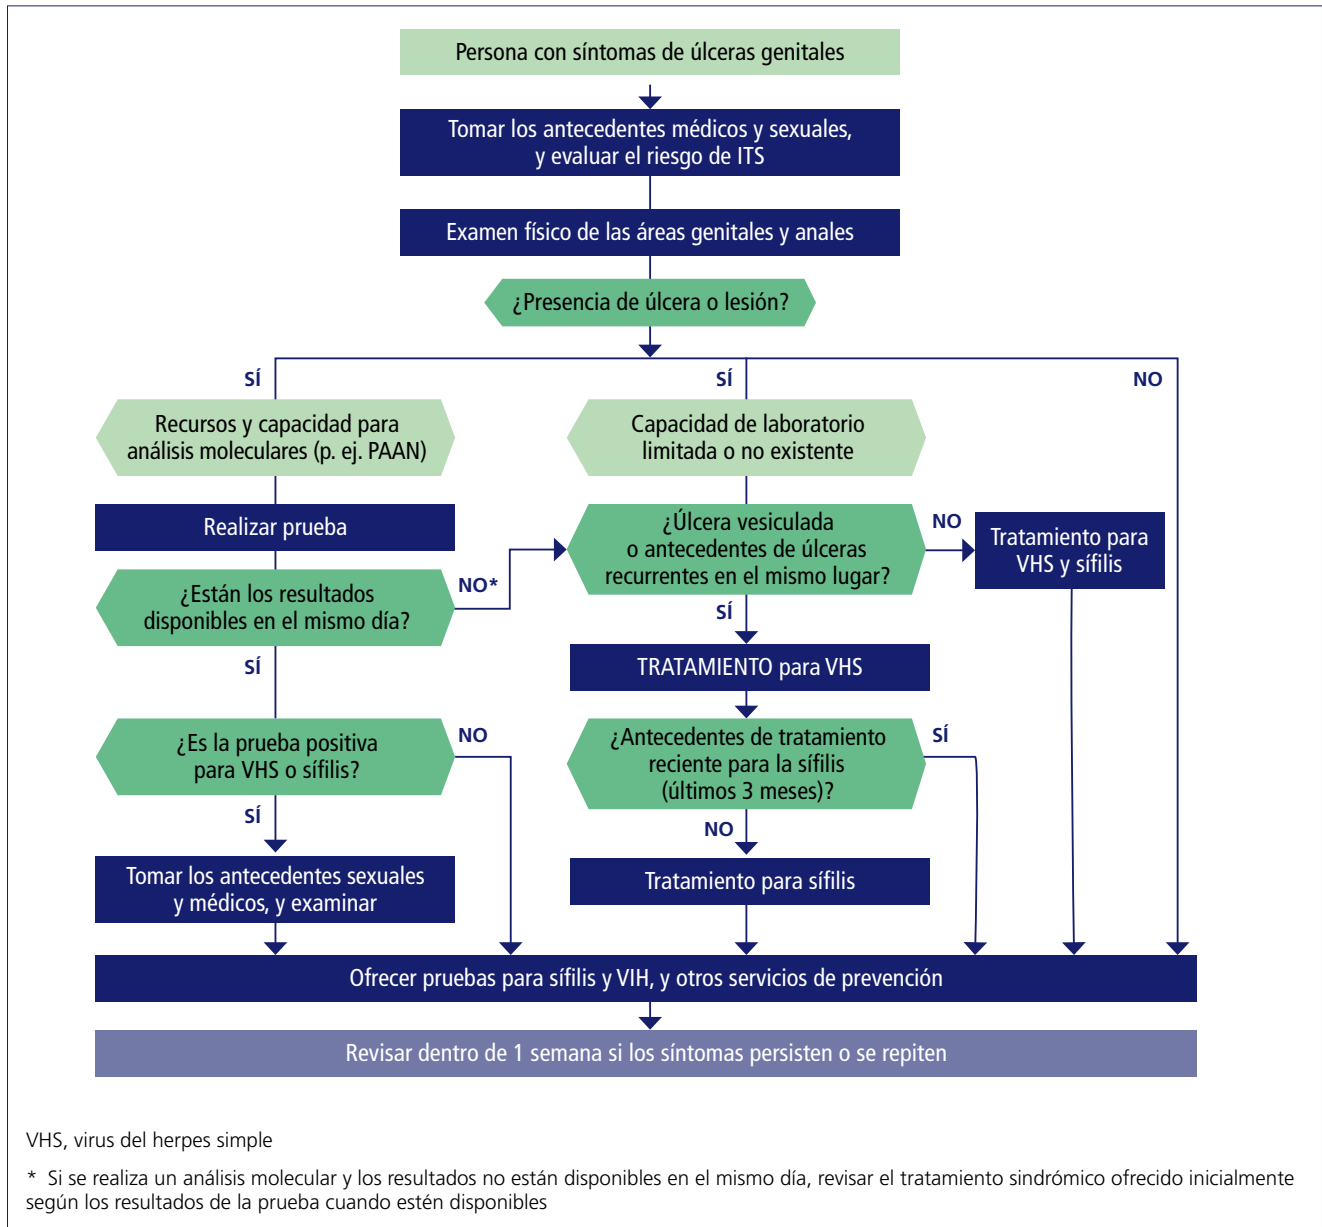 Persona con síntomas de úlceras genitales
Tomar los antecedentes médicos y sexuales,
y evaluar el riesgo de ITS
Examen físico de las áreas genitales y anales
¿Presencia de úlcera o lesión?
SÍ
SÍ
NO
Recursos y capacidad para
análisis moleculares (p. ej. PAAN)
Capacidad de laboratorio
limitada o no existente
Realizar prueba
¿Úlcera vesiculada
o antecedentes de úlceras
recurrentes en el mismo lugar?
NO
Tratamiento para
VHS y sífilis
¿Están los resultados
disponibles en el mismo día?
NO*
SÍ
SÍ
TRATAMIENTO para VHS
¿Es la prueba positiva
para VHS o sífilis?
NO
¿Antecedentes de tratamiento
reciente para la sífilis
(últimos 3 meses)?
SÍ
SÍ
NO
Tomar los antecedentes sexuales
y médicos, y examinar
Tratamiento para sífilis
Ofrecer pruebas para sífilis y VIH, y otros servicios de prevención
Revisar dentro de 1 semana si los síntomas persisten o se repiten
VHS, virus del herpes simple
* Si se realiza un análisis molecular y los resultados no están disponibles en el mismo día, revisar el tratamiento sindrómico ofrecido inicialmente
según los resultados de la prueba cuando estén disponibles